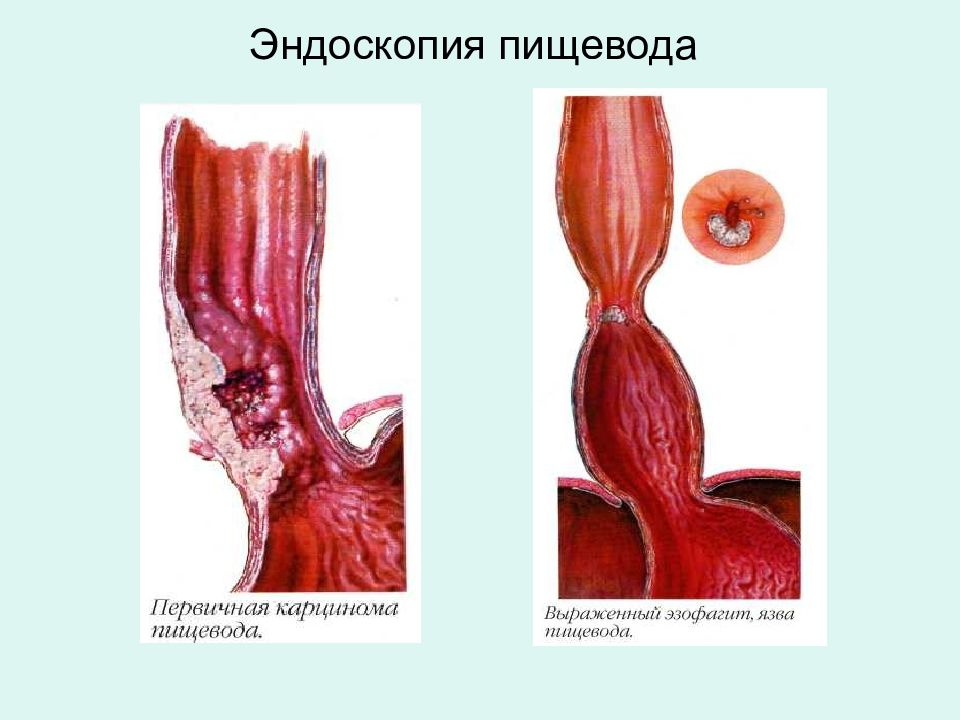 Эндоскопия пищевода
Первичная карцинома
пищевода.
Выраженный эзофагит, язва
пищевода.